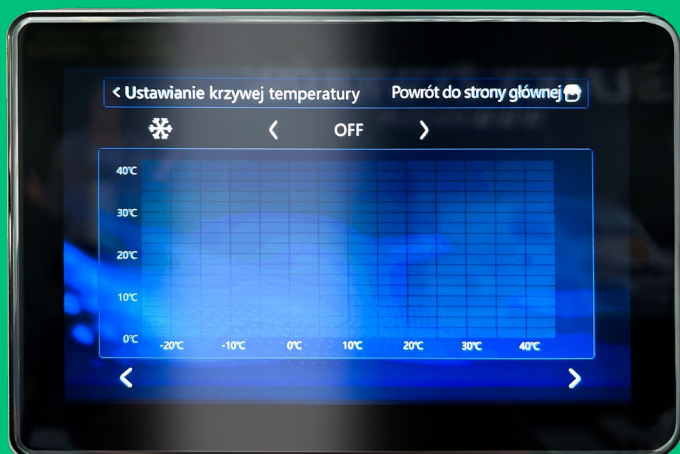 < Ustawianie krzywej temperatury Powrót do strony głównej
< OFF >
40℃
30℃
20℃
10℃
0℃
-20℃ -10℃ 0℃ 10℃ 20℃ 30℃ 40℃
< >